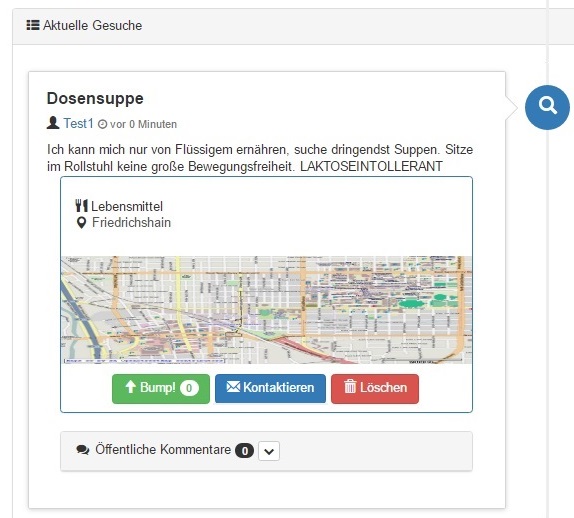 Aktuelle Gesuche
Dosensuppe
Test1 vor 0 Minuten
Ich kann mich nur von Flüssigem ernähren, suche dringendst Suppen. Sitze
im Rollstuhl keine große Bewegungsfreiheit. LAKTOSEINTOLLERANT
Lebensmittel
Friedrichshain
Bump! 0 Kontaktieren Löschen
Öffentliche Kommentare 0